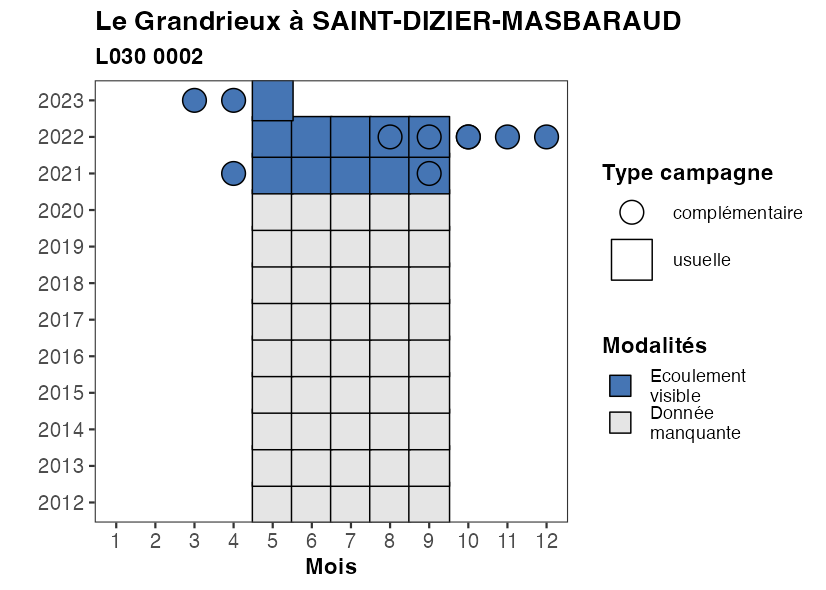 Le Grandrieux à SAINT-DIZIER-MASBARAUD
L030 0002
2023
2022
2021
2020
2019
2018
2017
2016
2015
2014
2013
2012
1 2 3 4 5 6 7 8 9 10 11 12
Mois
Type campagne
complémentaire
usuelle
Modalités
Ecoulement
visible
Donnée
manquante